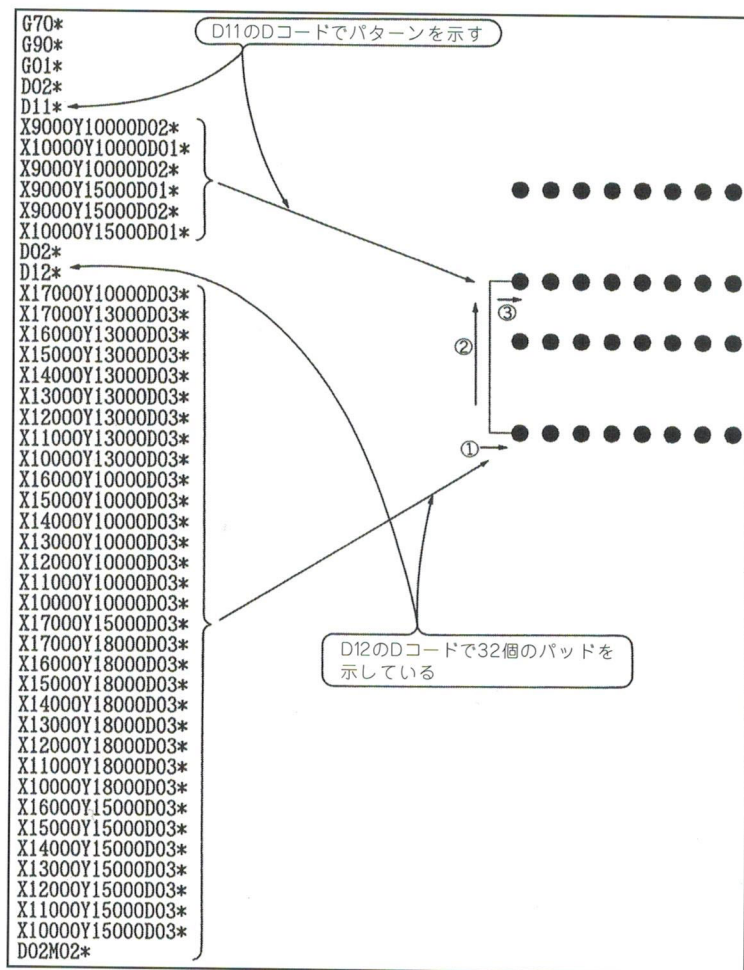 G70*
G90*
G01*
D02*
D11*
X9000Y10000D02*
X10000Y10000D01*
X9000Y10000D02*
X9000Y15000D01*
X9000Y15000D02*
X10000Y15000D01*
D02*
D12*
X17000Y10000D03*
X17000Y13000D03*
X16000Y13000D03*
X15000Y13000D03*
X14000Y13000D03*
X13000Y13000D03*
X12000Y13000D03*
X11000Y13000D03*
X10000Y13000D03*
X16000Y10000D03*
X15000Y10000D03*
X14000Y10000D03*
X13000Y10000D03*
X12000Y10000D03*
X11000Y10000D03*
X10000Y10000D03*
X17000Y15000D03*
X17000Y18000D03*
X16000Y18000D03*
X15000Y18000D03*
X14000Y18000D03*
X13000Y18000D03*
X12000Y18000D03*
X11000Y18000D03*
X10000Y18000D03*
X16000Y15000D03*
X15000Y15000D03*
X14000Y15000D03*
X13000Y15000D03*
X12000Y15000D03*
X11000Y15000D03*
X10000Y15000D03*
D02M02*
D11のDコードでパターンを示す
③
②
①
D12のDコードで32個のパッドを
示している